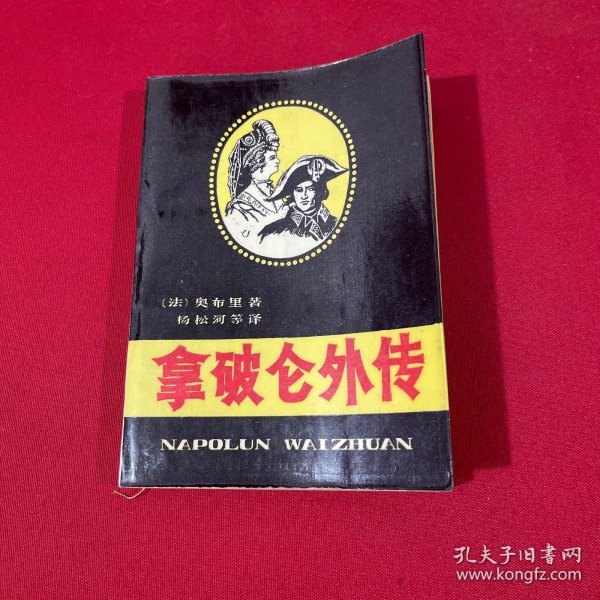 （法）奥布里著
杨松河等译
拿破仑外传
NAPOLUN WAIZHUAN
孔夫子旧书网
www.kongfz.com